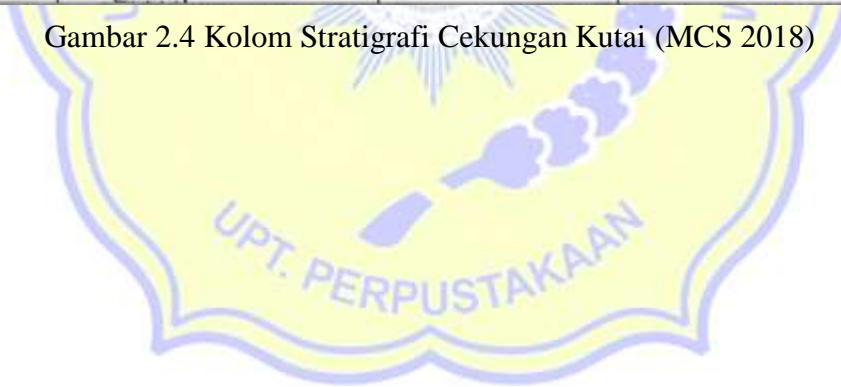 Gambar 2.4 Kolom Stratigrafi Cekungan Kutai (MCS 2018)
UPT. PERPUSTAKAAN